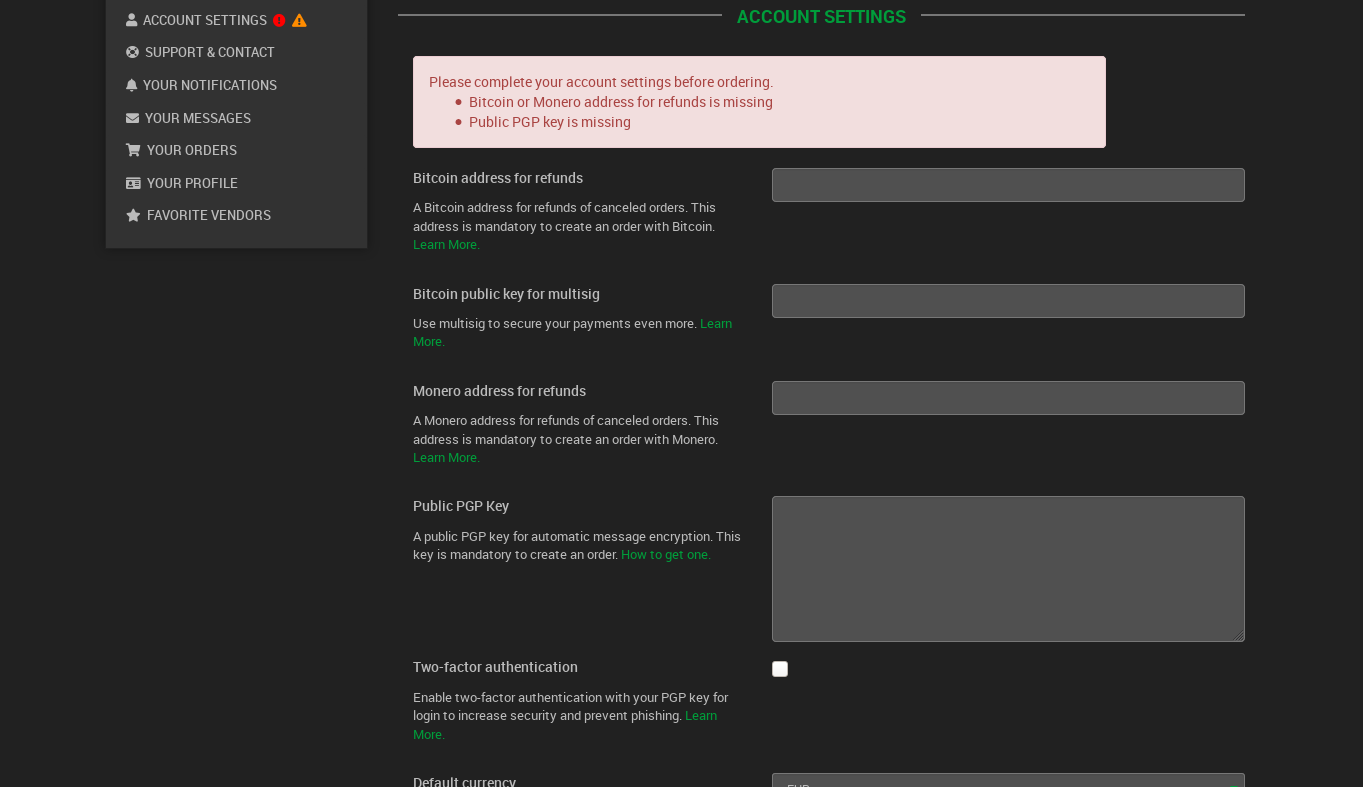 ACCOUNT SETTINGS
SUPPORT & CONTACT
YOUR NOTIFICATIONS
YOUR MESSAGES
YOUR ORDERS
YOUR PROFILE
FAVORITE VENDORS
ACCOUNT SETTINGS
Please complete your account settings before ordering.
Bitcoin or Monero address for refunds is missing
Public PGP key is missing
Bitcoin address for refunds
A Bitcoin address for refunds of canceled orders. This
address is mandatory to create an order with Bitcoin.
Learn More.
Bitcoin public key for multisig
Use multisig to secure your payments even more. Learn
More.
Monero address for refunds
A Monero address for refunds of canceled orders. This
address is mandatory to create an order with Monero.
Learn More.
Public PGP Key
A public PGP key for automatic message encryption. This
key is mandatory to create an order. How to get one.
Two-factor authentication
Enable two-factor authentication with your PGP key for
login to increase security and prevent phishing. Learn
More.
Default currency